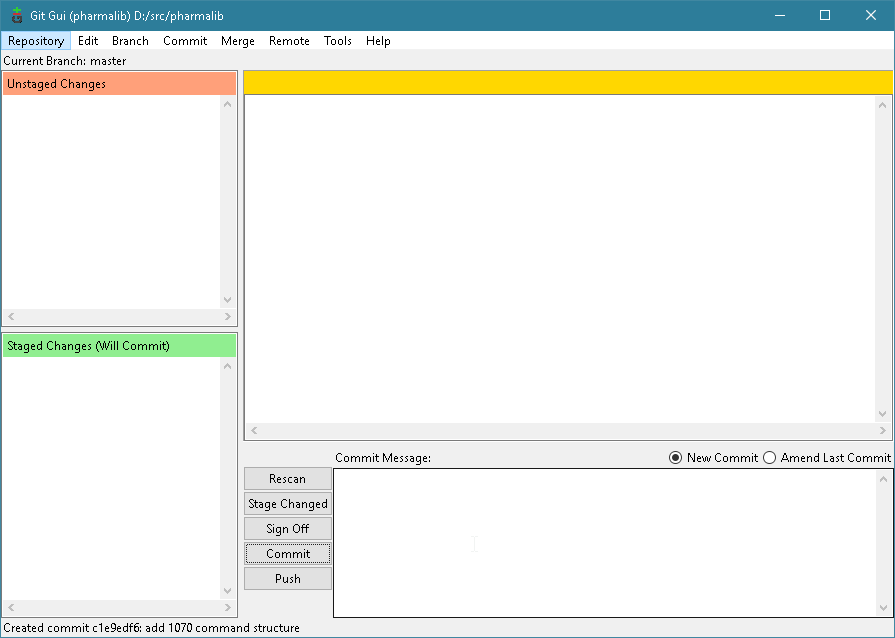 Git Gui (pharmalib) D:/src/pharmalib
Repository Edit Branch Commit Merge Remote Tools Help
Current Branch: master
Unstaged Changes
Staged Changes (Will Commit)
Commit Message:
New Commit Amend Last Commit
Rescan
Stage Changed
Sign Off
Commit
Push
Created commit c1e9edf6: add 1070 command structure